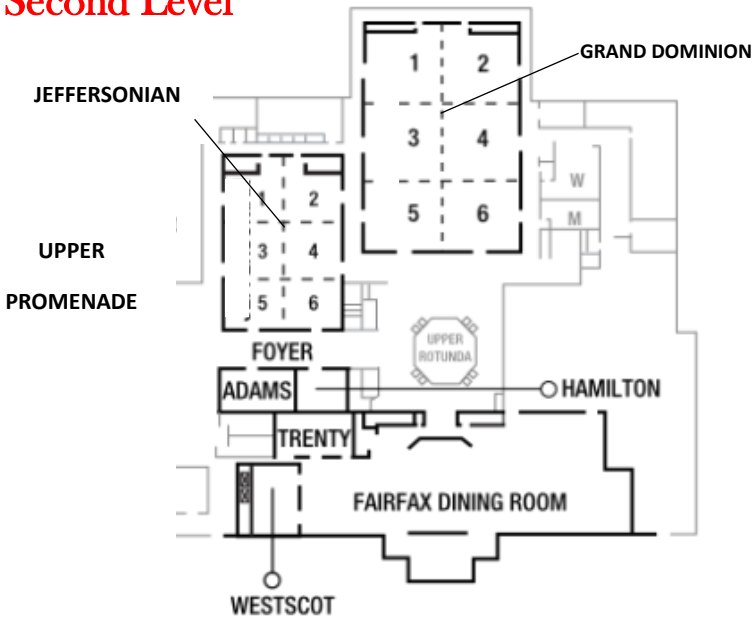 Second Level
GRAND DOMINION
1 2
JEFFERSONIAN
3 4
W
1 2
5 6
M
UPPER
3 4
PROMENADE
5 6
UPPER
ROTUNDA
FOYER
ADAMS
HAMILTON
TRENTY
FAIRFAX DINING ROOM
WESTSCOT